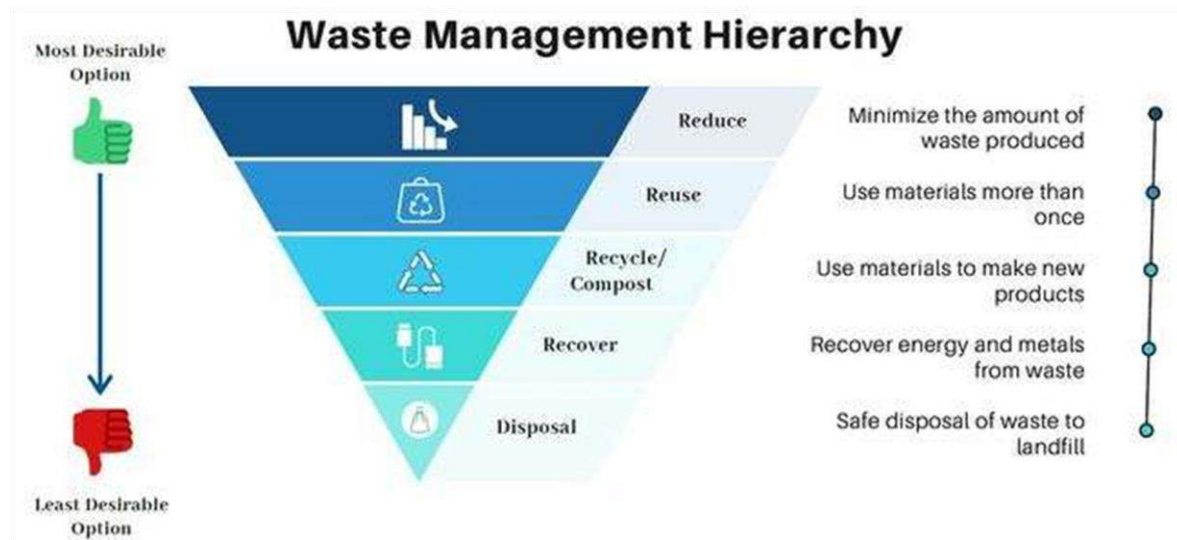 Waste Management Hierarchy
Most Desirable
Option
Reduce
Minimize the amount of
waste produced
Reuse
Use materials more than
once
Recycle/
Compost
Use materials to make new
products
Recover
Recover energy and metals
from waste
Disposal
Safe disposal of waste to
landfill
Least Desirable
Option